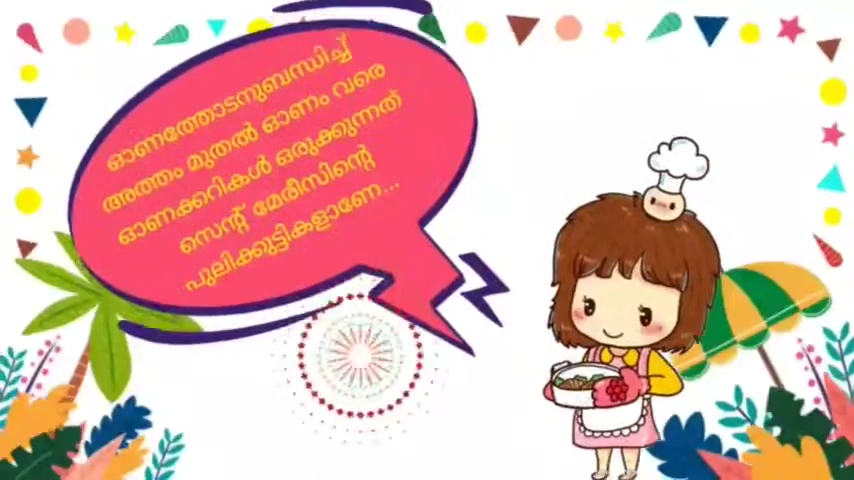 ഓണത്തോടനുബന്ധിച്ച്
അത്തം മുതൽ ഓണം വരെ
ഓണക്കറികൾ ഒരുക്കുന്നത്
സെന്റ് മേരീസിന്റെ
പുലിക്കുട്ടികളാണേ...